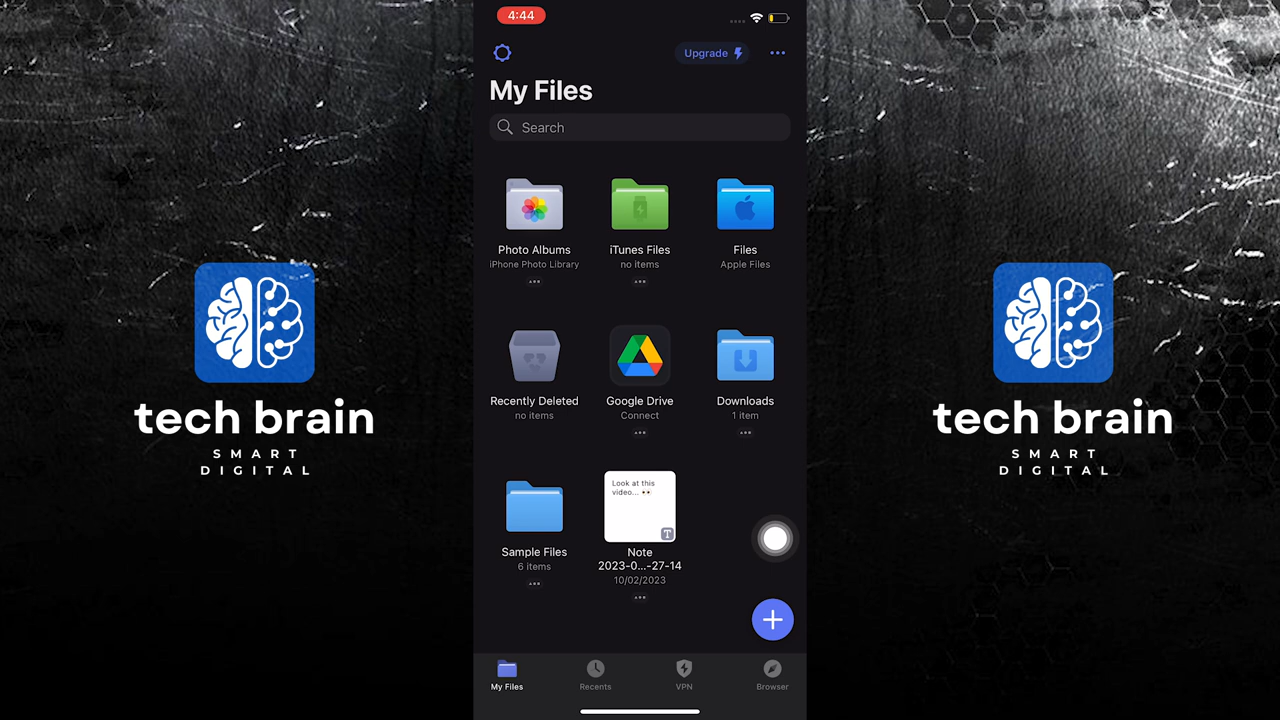 4:44
Upgrade
My Files
Search
Photo Albums
iPhone Photo Library
iTunes Files
no items
Files
Apple Files
Recently Deleted
no items
Google Drive
Connect
Downloads
1 item
Sample Files
6 items
Look at this
video... 👀
T
Note
2023-0...-27-14
10/02/2023
My Files
Recents
VPN
Browser
tech brain
SMART
DIGITAL
tech brain
SMART
DIGITAL